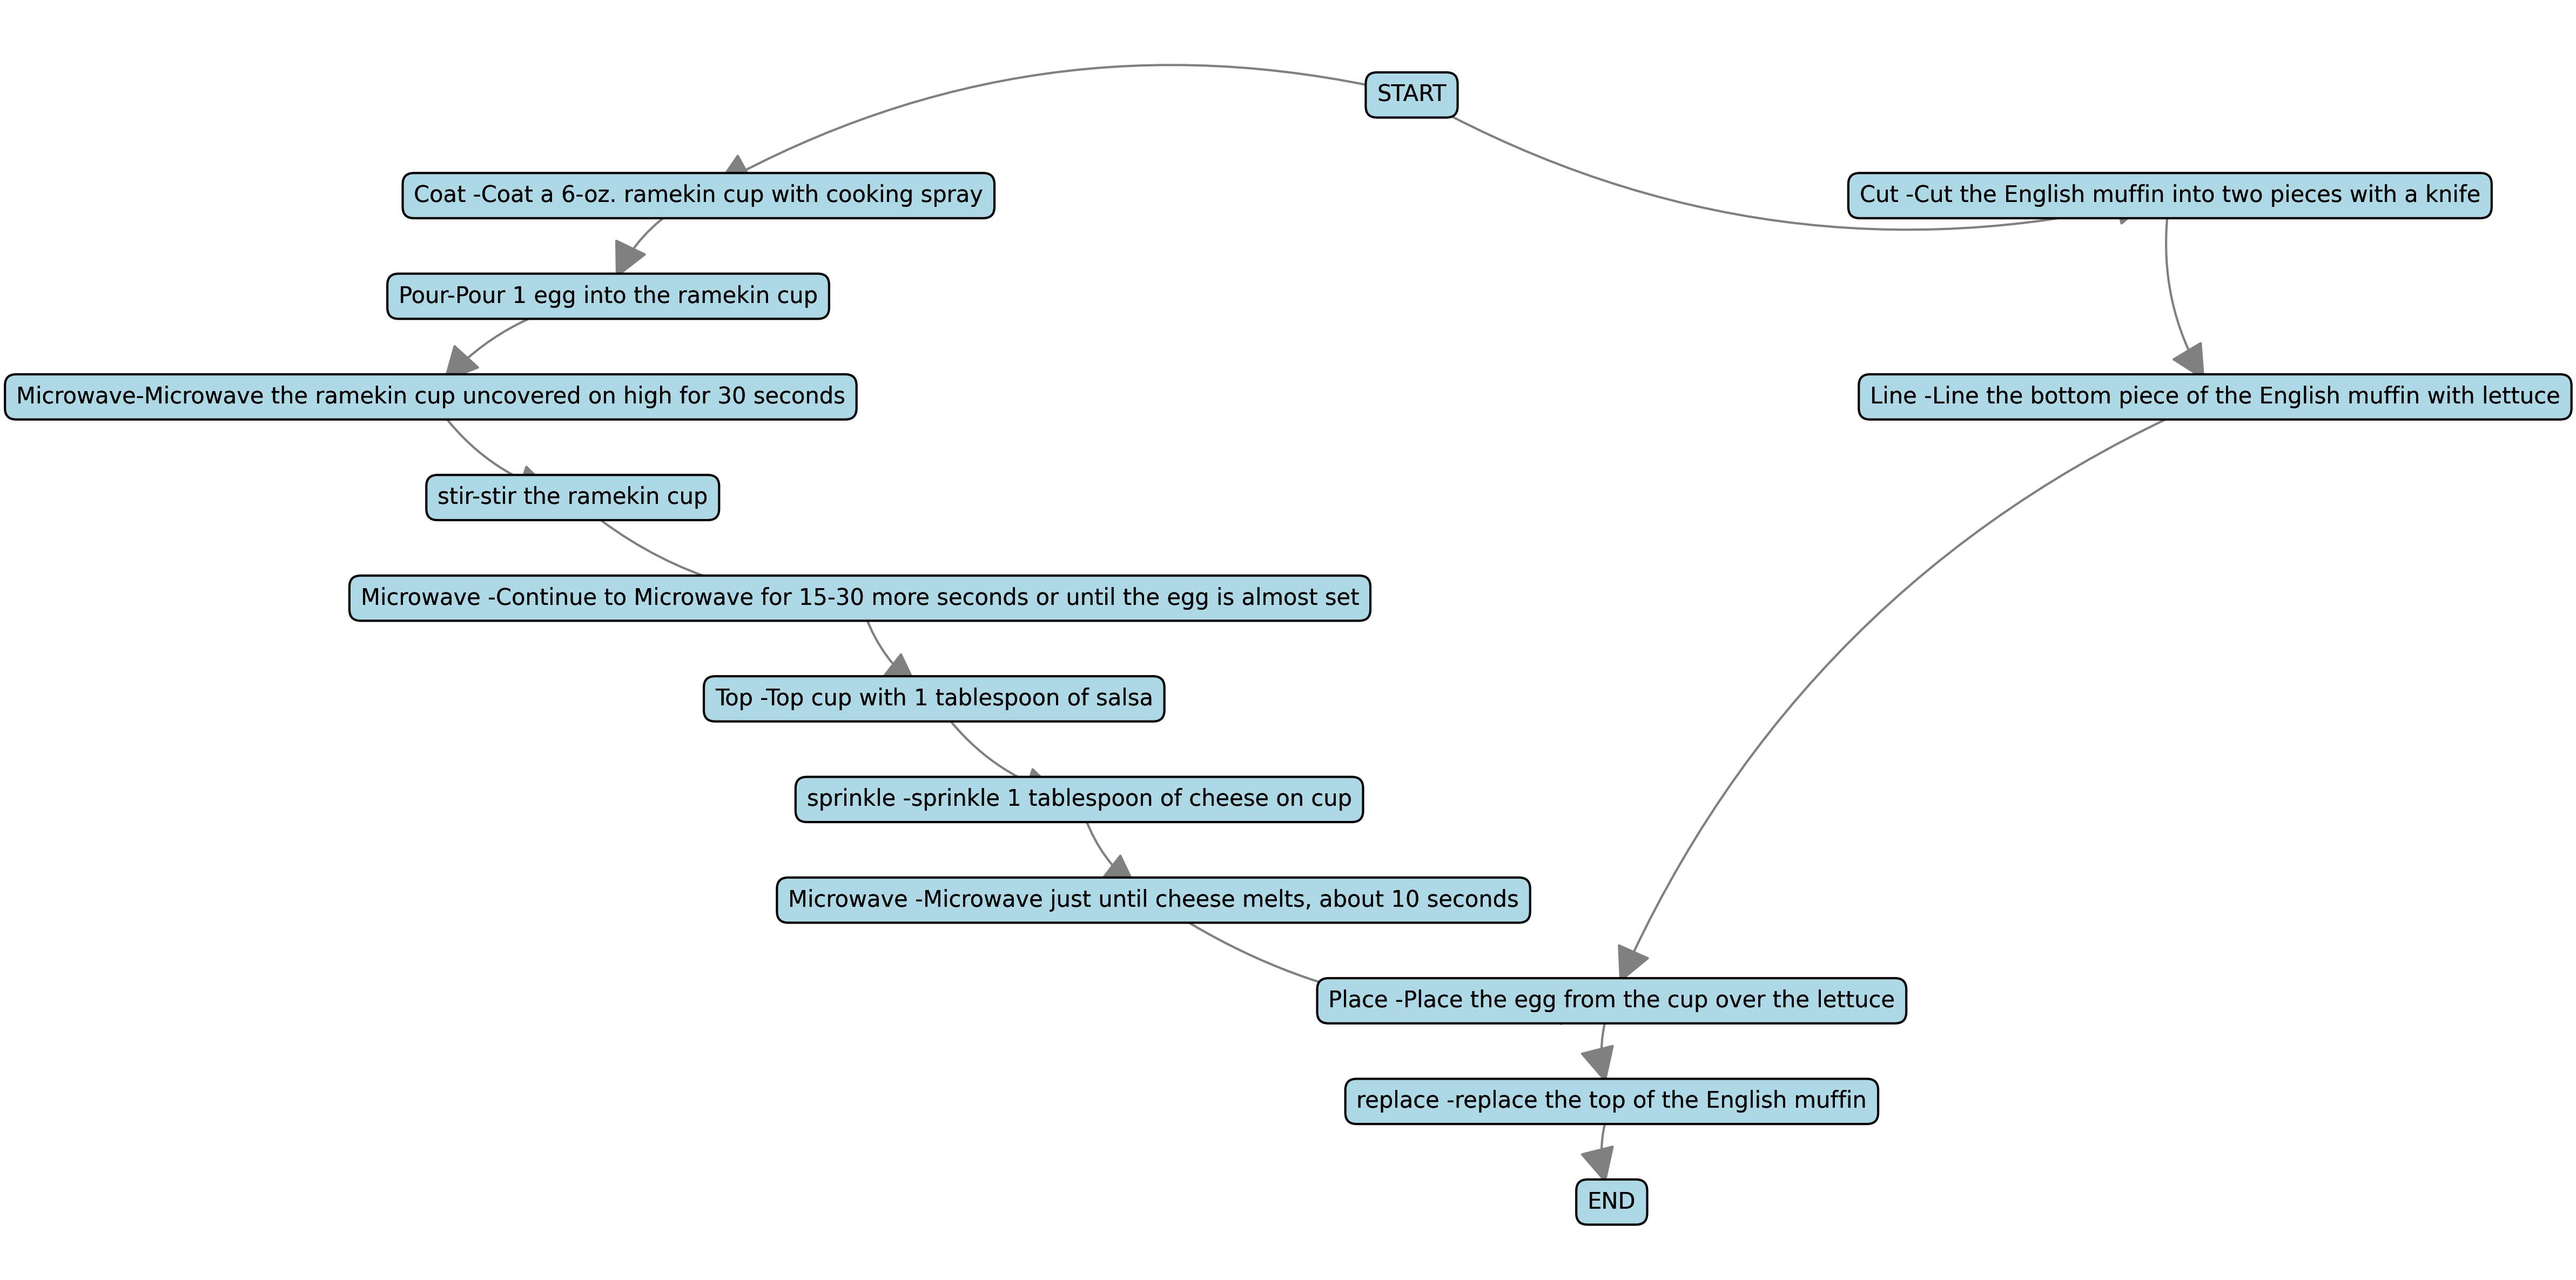 START
Coat -Coat a 6-oz. ramekin cup with cooking spray
Cut -Cut the English muffin into two pieces with a knife
Pour-Pour 1 egg into the ramekin cup
Microwave-Microwave the ramekin cup uncovered on high for 30 seconds
Line -Line the bottom piece of the English muffin with lettuce
stir-stir the ramekin cup
Microwave -Continue to Microwave for 15-30 more seconds or until the egg is almost set
Top -Top cup with 1 tablespoon of salsa
sprinkle -sprinkle 1 tablespoon of cheese on cup
Microwave -Microwave just until cheese melts, about 10 seconds
Place -Place the egg from the cup over the lettuce
replace -replace the top of the English muffin
END